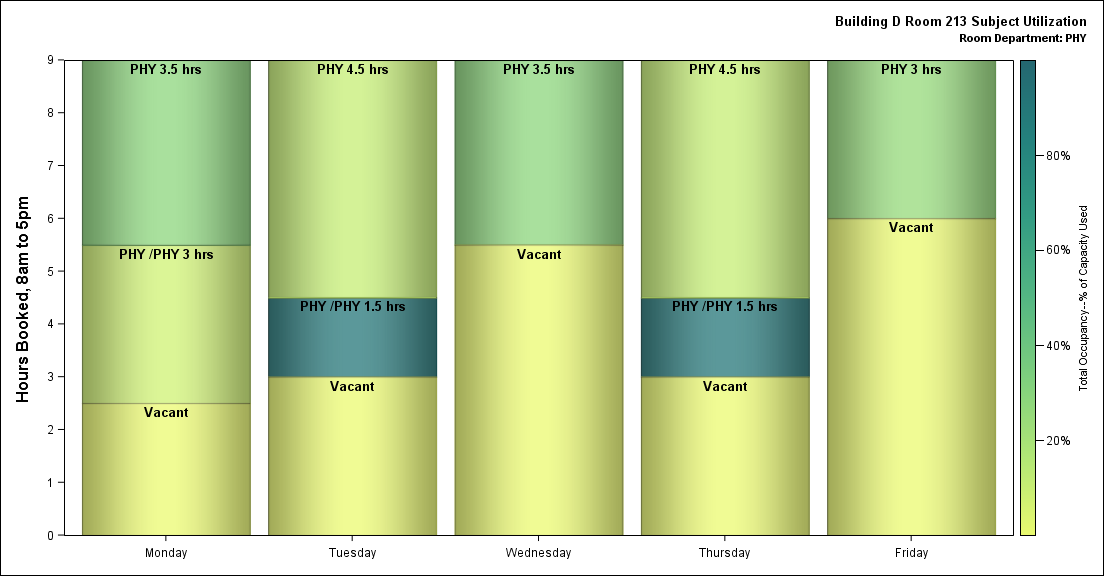 Building D Room 213 Subject Utilization
Room Department: PHY
Hours Booked, 8am to 5pm
9
8
7
6
5
4
3
2
1
0
PHY 3.5 hrs
PHY /PHY 3 hrs
Vacant
PHY 4.5 hrs
PHY /PHY 1.5 hrs
Vacant
PHY 3.5 hrs
Vacant
PHY 4.5 hrs
PHY /PHY 1.5 hrs
Vacant
PHY 3 hrs
Vacant
Monday
Tuesday
Wednesday
Thursday
Friday
80%
60%
40%
20%
Total Occupancy--% of Capacity Used